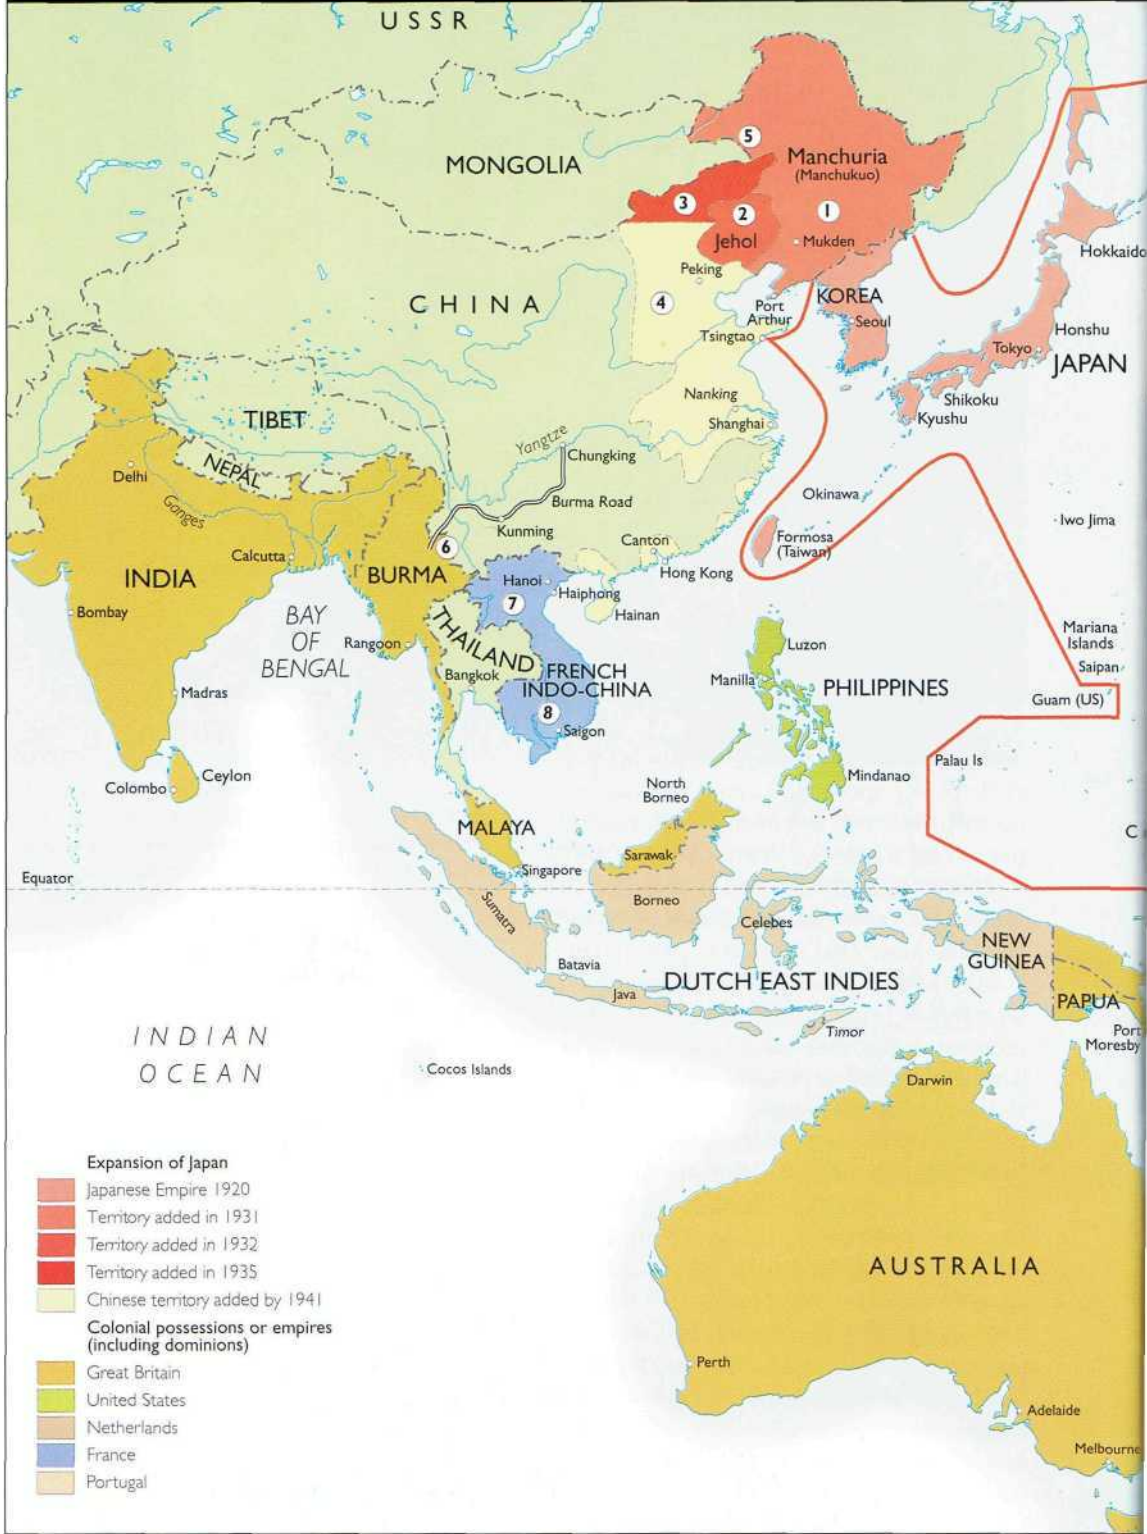 USSR
MONGOLIA
5
Manchuria
(Manchukuo)
3
2
1
Jehol
Mukden
Hokkaido
Peking
CHINA
4
Port
Arthur
KOREA
Seoul
Tsingtao
Honshu
Tokyo
JAPAN
Nanking
Shikoku
Kyushu
Shanghai
TIBET
Yangtze
Chungking
NEPAL
Delhi
Ganges
Burma Road
Okinawa
Kunming
Iwo Jima
Formosa
(Taiwan)
Canton
Hong Kong
Calcutta
6
INDIA
BURMA
Hanoi
Haiphong
7
Hainan
Bombay
BAY
OF
BENGAL
Rangoon
THAILAND
Luzon
Mariana
Islands
Saipan
Bangkok
FRENCH
INDO-CHINA
Manilla
PHILIPPINES
Guam (US)
Madras
8
Saigon
Palau Is
Colombo
Ceylon
North
Borneo
Mindanao
MALAYA
C
Sarawak
Singapore
Equator
Sumatra
Borneo
Celebes
NEW
GUINEA
Batavia
DUTCH EAST INDIES
Java
PAPUA
Timor
Port
Moresby
INDIAN
OCEAN
Cocos Islands
Darwin
Expansion of Japan
Japanese Empire 1920
Territory added in 1931
Territory added in 1932
Territory added in 1935
Chinese territory added by 1941
Colonial possessions or empires
(including dominions)
Great Britain
United States
Netherlands
France
Portugal
AUSTRALIA
Perth
Adelaide
Melbourne